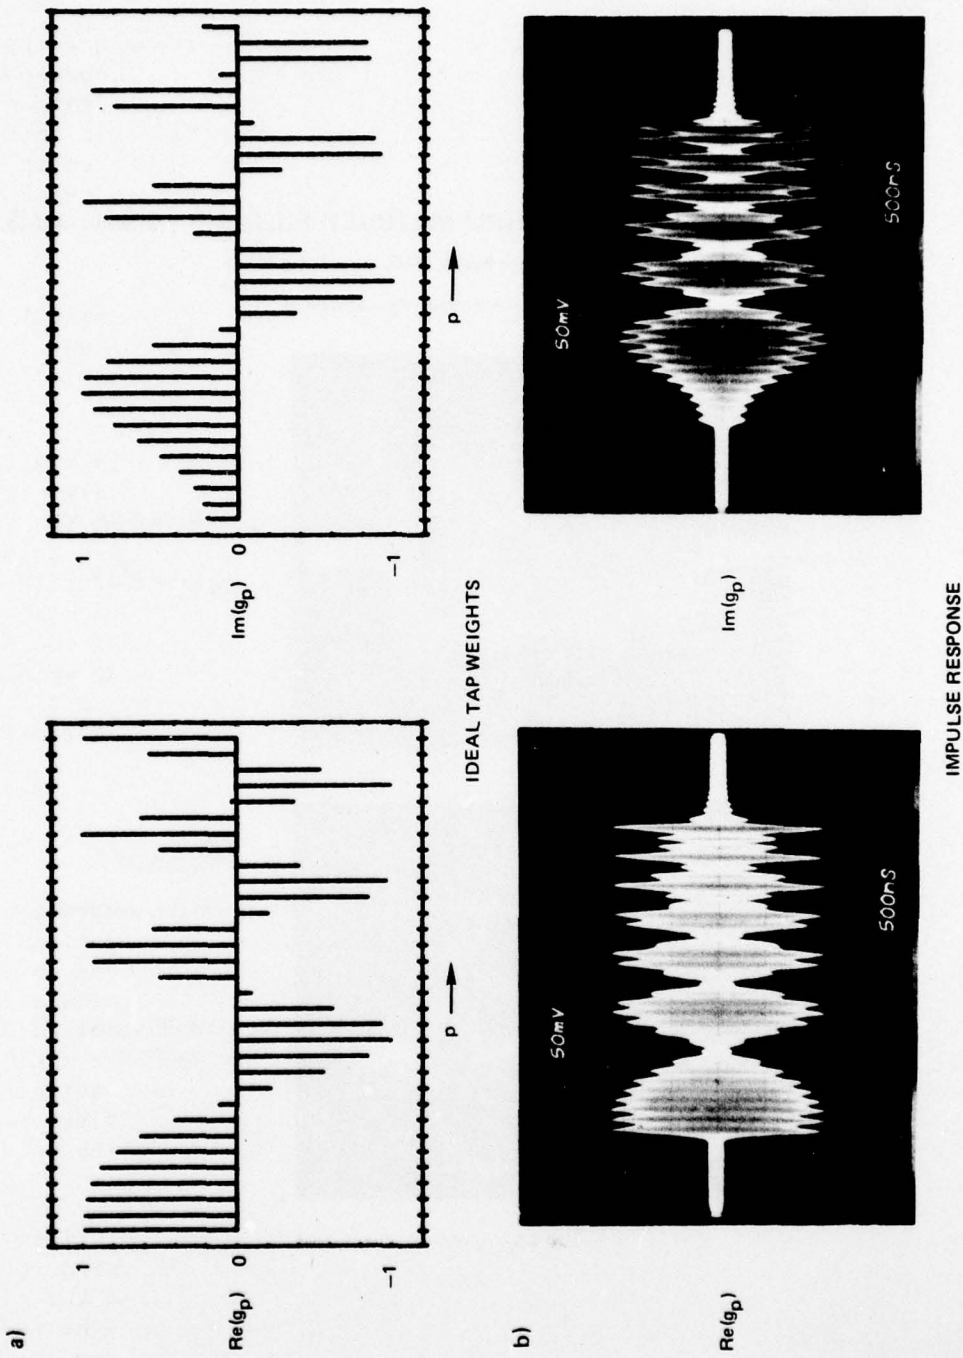 a)
1
Re(gp)
0
-1
p
1
Im(gp)
0
-1
p
IDEAL TAP WEIGHTS
b)
Re(gp)
50mV
500nS
Im(gp)
50mV
500nS
IMPULSE RESPONSE